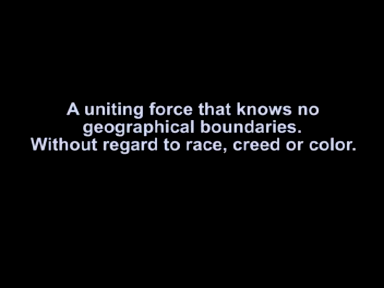 A uniting force that knows no
geographical boundaries.
Without regard to race, creed or color.